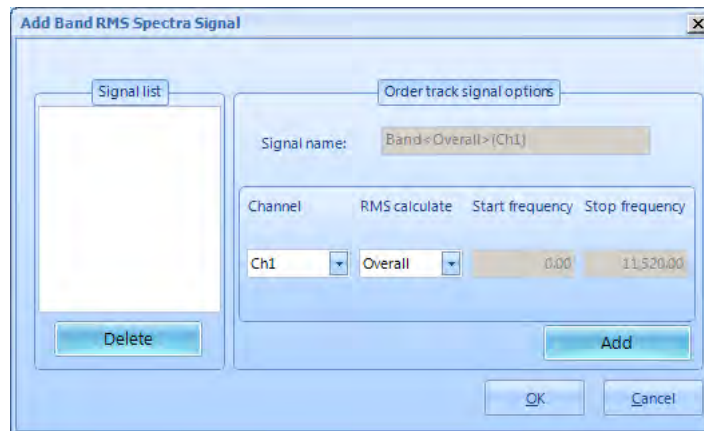 Add Band RMS Spectra Signal
Signal list
Order track signal options
Signal name: Band<Overall>(Ch1)
Channel RMS calculate Start frequency Stop frequency
Ch1 Overall 0.00 11,520.00
Delete
Add
OK Cancel